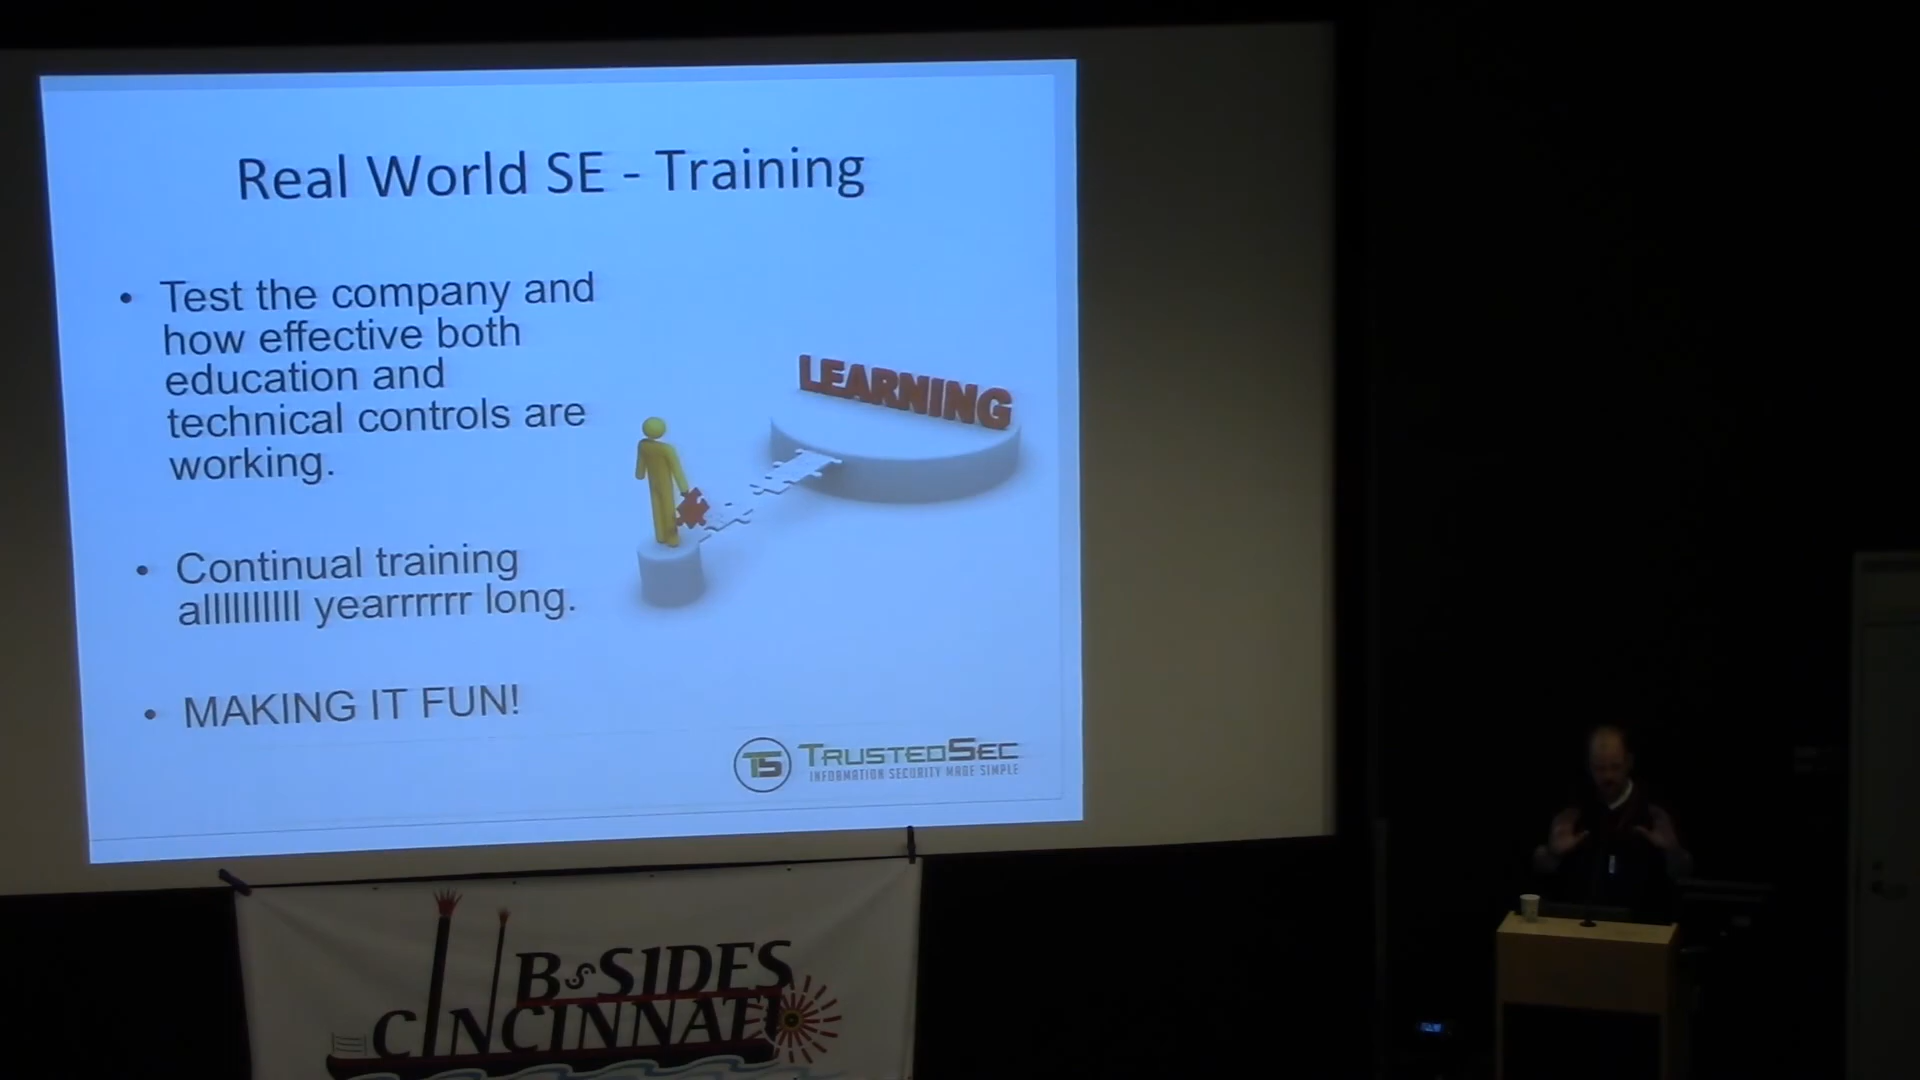 Real World SE - Training
• Test the company and
how effective both
education and
technical controls are
working.
LEARNING
• Continual training
allllllllll yearrrrrr long.
• MAKING IT FUN!
TS TRUSTEDSEC
INFORMATION SECURITY MADE SIMPLE
B-SIDES
CINCINNATI